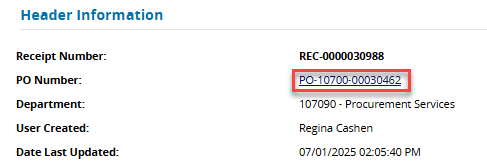 Header Information
Receipt Number: REC-0000030988
PO Number: PO-10700-00030462
Department: 107090 - Procurement Services
User Created: Regina Cashen
Date Last Updated: 07/01/2025 02:05:40 PM